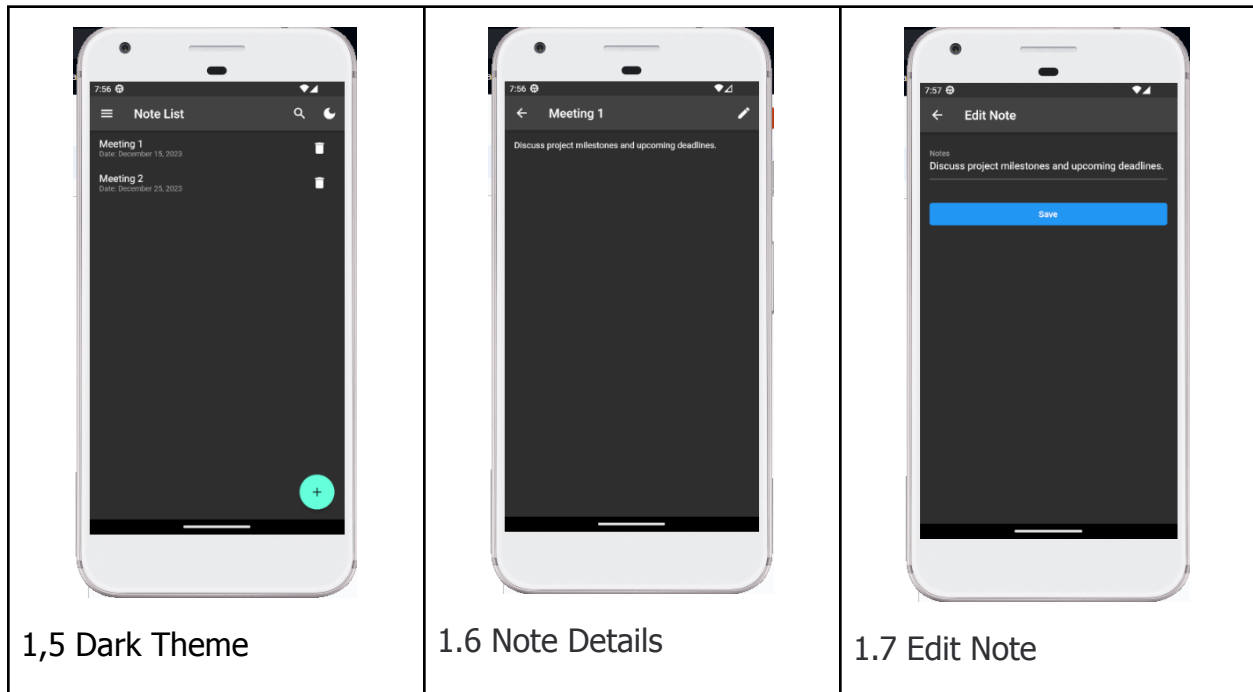 7:56
Note List
Meeting 1
Date: December 15, 2023
Meeting 2
Date: December 25, 2023
+
1,5 Dark Theme
7:56
Meeting 1
Discuss project milestones and upcoming deadlines.
1.6 Note Details
7:57
Edit Note
Notes
Discuss project milestones and upcoming deadlines.
Save
1.7 Edit Note